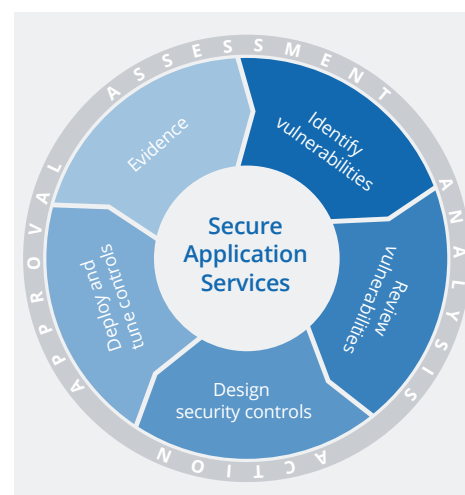 ASSESSMENT
ANALYSIS
ACTION
APPROVAL
Identify
vulnerabilities
Review
vulnerabilities
Design
security controls
Deploy and
tune controls
Evidence
Secure
Application
Services